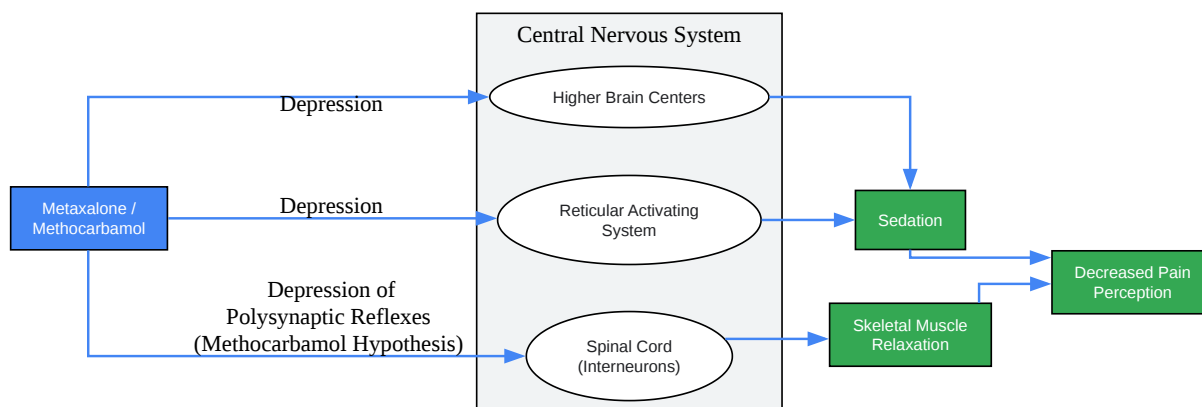 Central Nervous System
Higher Brain Centers
Depression
Metaxalone /
Methocarbamol
Depression
Reticular Activating
System
Sedation
Decreased Pain
Perception
Depression of
Polysynaptic Reflexes
(Methocarbamol Hypothesis)
Spinal Cord
(Interneurons)
Skeletal Muscle
Relaxation